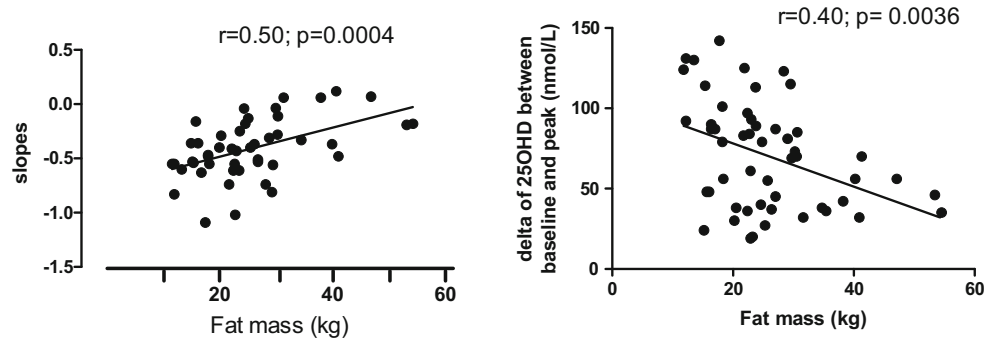 r=0.50; p=0.0004
0.5
0.0
-0.5
-1.0
-1.5
slopes
20
40
60
Fat mass (kg)
r=0.40; p= 0.0036
150
100
50
0
delta of 25OHD between
baseline and peak (nmol/L)
0
20
40
60
Fat mass (kg)